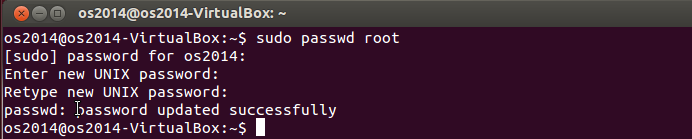 os2014@os2014-VirtualBox: ~
os2014@os2014-VirtualBox:~$ sudo passwd root
[sudo] password for os2014:
Enter new UNIX password:
Retype new UNIX password:
passwd: password updated successfully
os2014@os2014-VirtualBox:~$